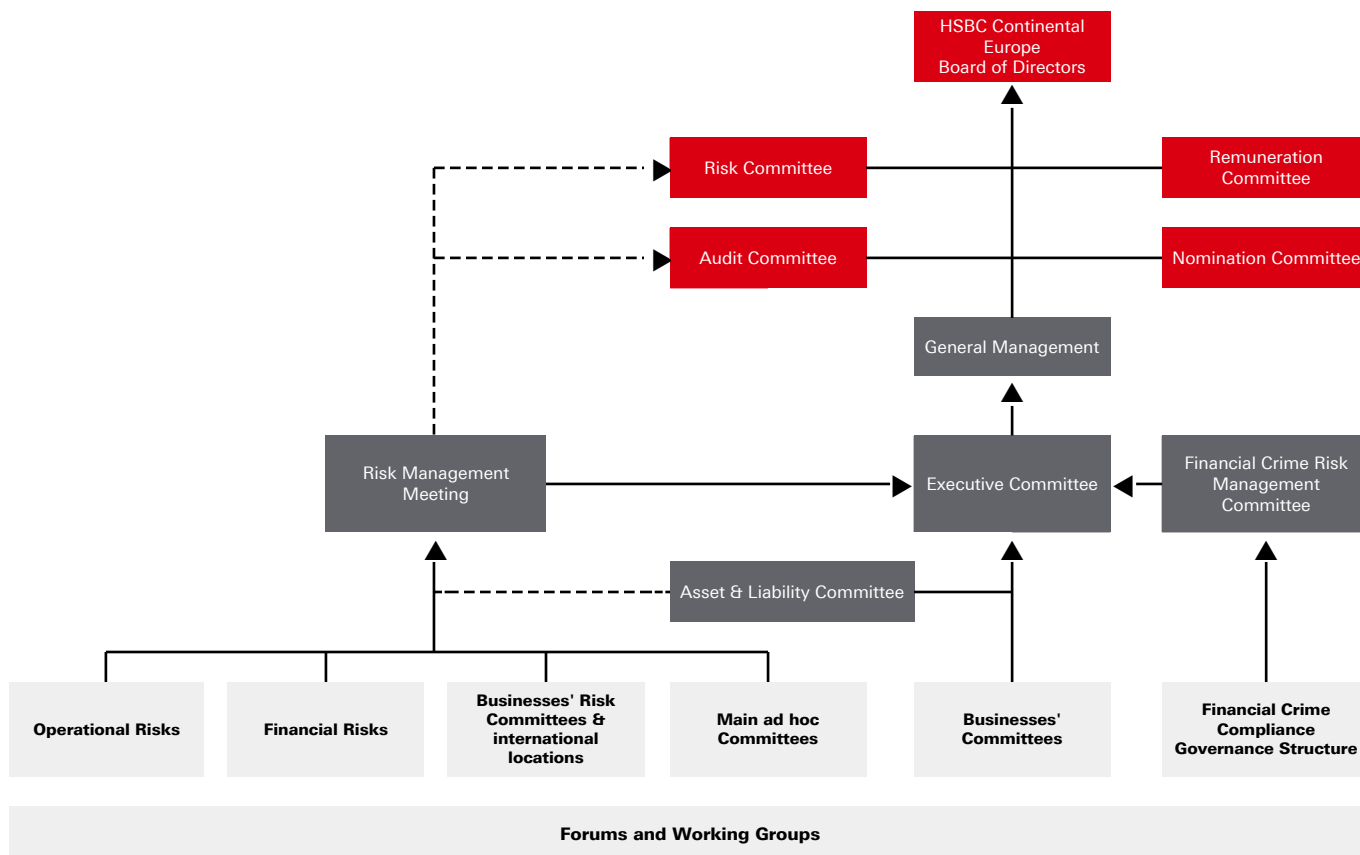 HSBC Continental
Europe
Board of Directors
Risk Committee
Remuneration
Committee
Audit Committee
Nomination Committee
General Management
Risk Management
Meeting
Executive Committee
Financial Crime Risk
Management
Committee
Asset & Liability Committee
Operational Risks
Financial Risks
Businesses' Risk
Committees &
international
locations
Main ad hoc
Committees
Businesses'
Committees
Financial Crime
Compliance
Governance Structure
Forums and Working Groups